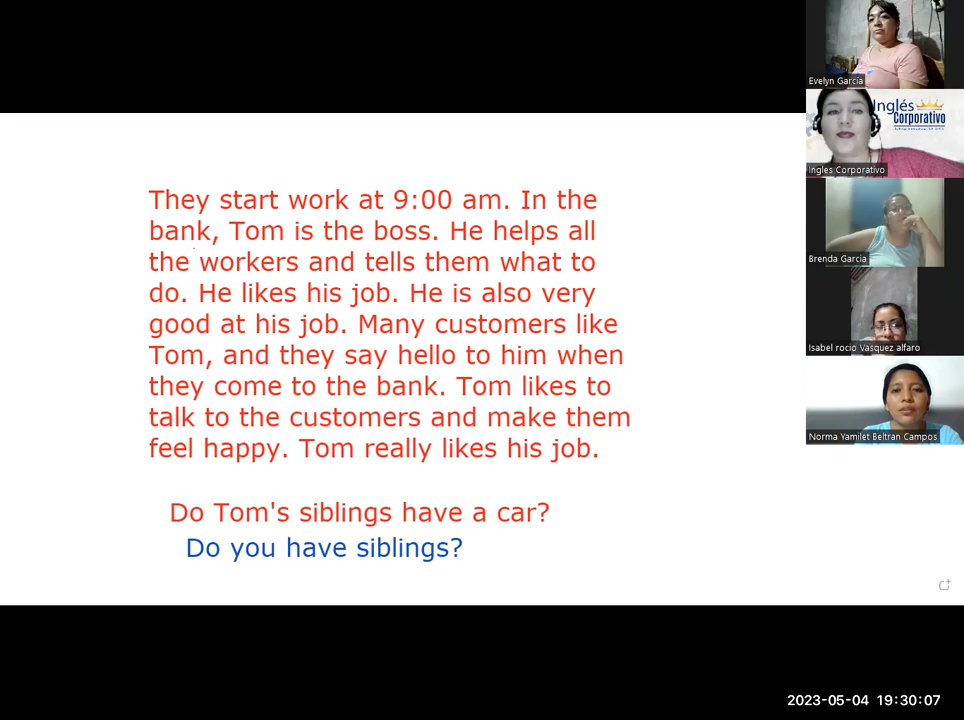 They start work at 9:00 am. In the
bank, Tom is the boss. He helps all
the workers and tells them what to
do. He likes his job. He is also very
good at his job. Many customers like
Tom, and they say hello to him when
they come to the bank. Tom likes to
talk to the customers and make them
feel happy. Tom really likes his job.
Do Tom's siblings have a car?
Do you have siblings?
Evelyn García
Inglés
Corporativo
Ingles Corporativo
Brenda Garcia
Isabel rocio Vasquez alfaro
Norma Yamilet Beltran Campos
2023-05-04 19:30:07